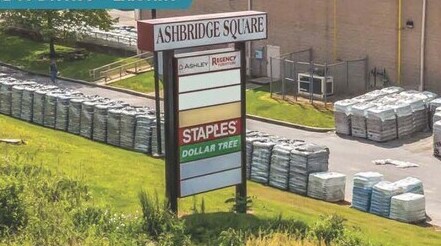 ASHBRIDGE SQUARE
ASHLEY REGENCY
STAPLES
DOLLAR TREE